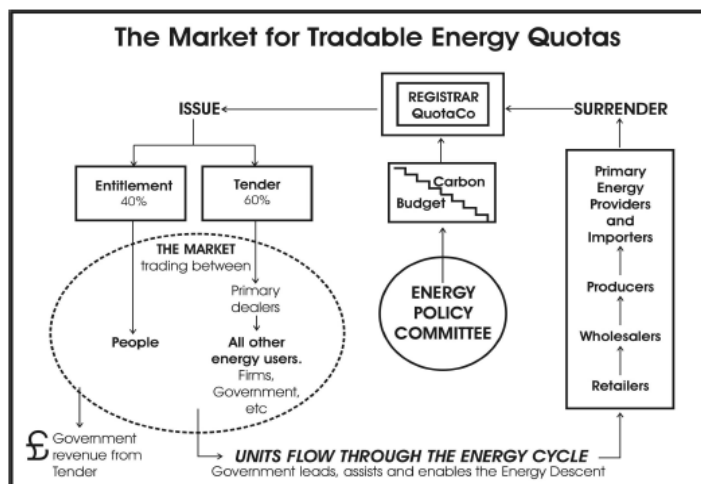 The Market for Tradable Energy Quotas
ISSUE
REGISTRAR
QuotaCo
SURRENDER
Entitlement
40%
Tender
60%
Carbon
Budget
Primary
Energy
Providers
and
Importers
THE MARKET
trading between
Primary
dealers
ENERGY
POLICY
COMMITTEE
Producers
People
All other
energy users.
Firms,
Government,
etc
Wholesalers
Retailers
£ Government
revenue from
Tender
UNITS FLOW THROUGH THE ENERGY CYCLE
Government leads, assists and enables the Energy Descent